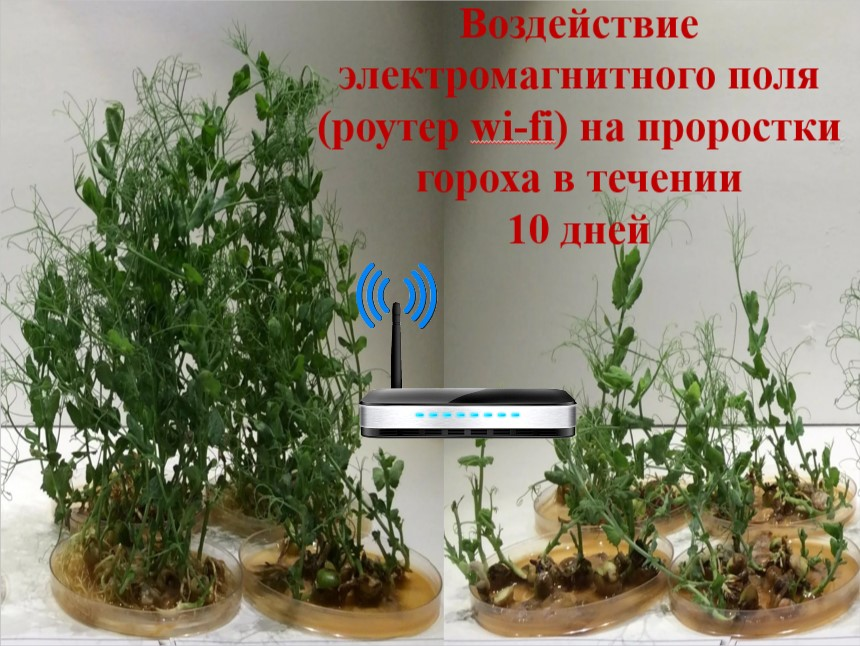 Воздействие
электромагнитного поля
(роутер wi-fi) на проростки
гороха в течении
10 дней